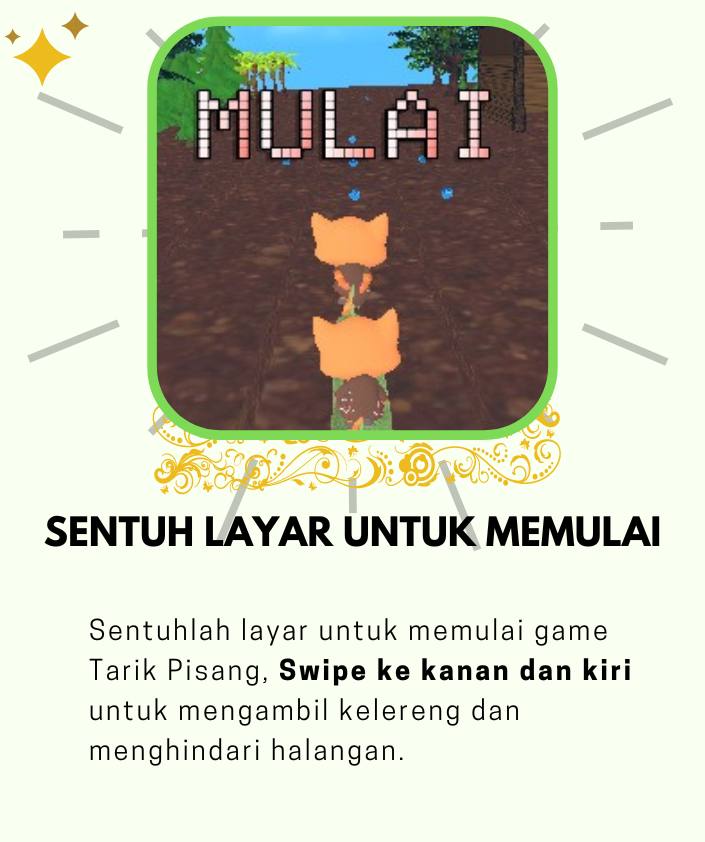 MULAI
SENTUH LAYAR UNTUK MEMULAI
Sentuhlah layar untuk memulai game
Tarik Pisang, Swipe ke kanan dan kiri
untuk mengambil kelereng dan
menghindari halangan.